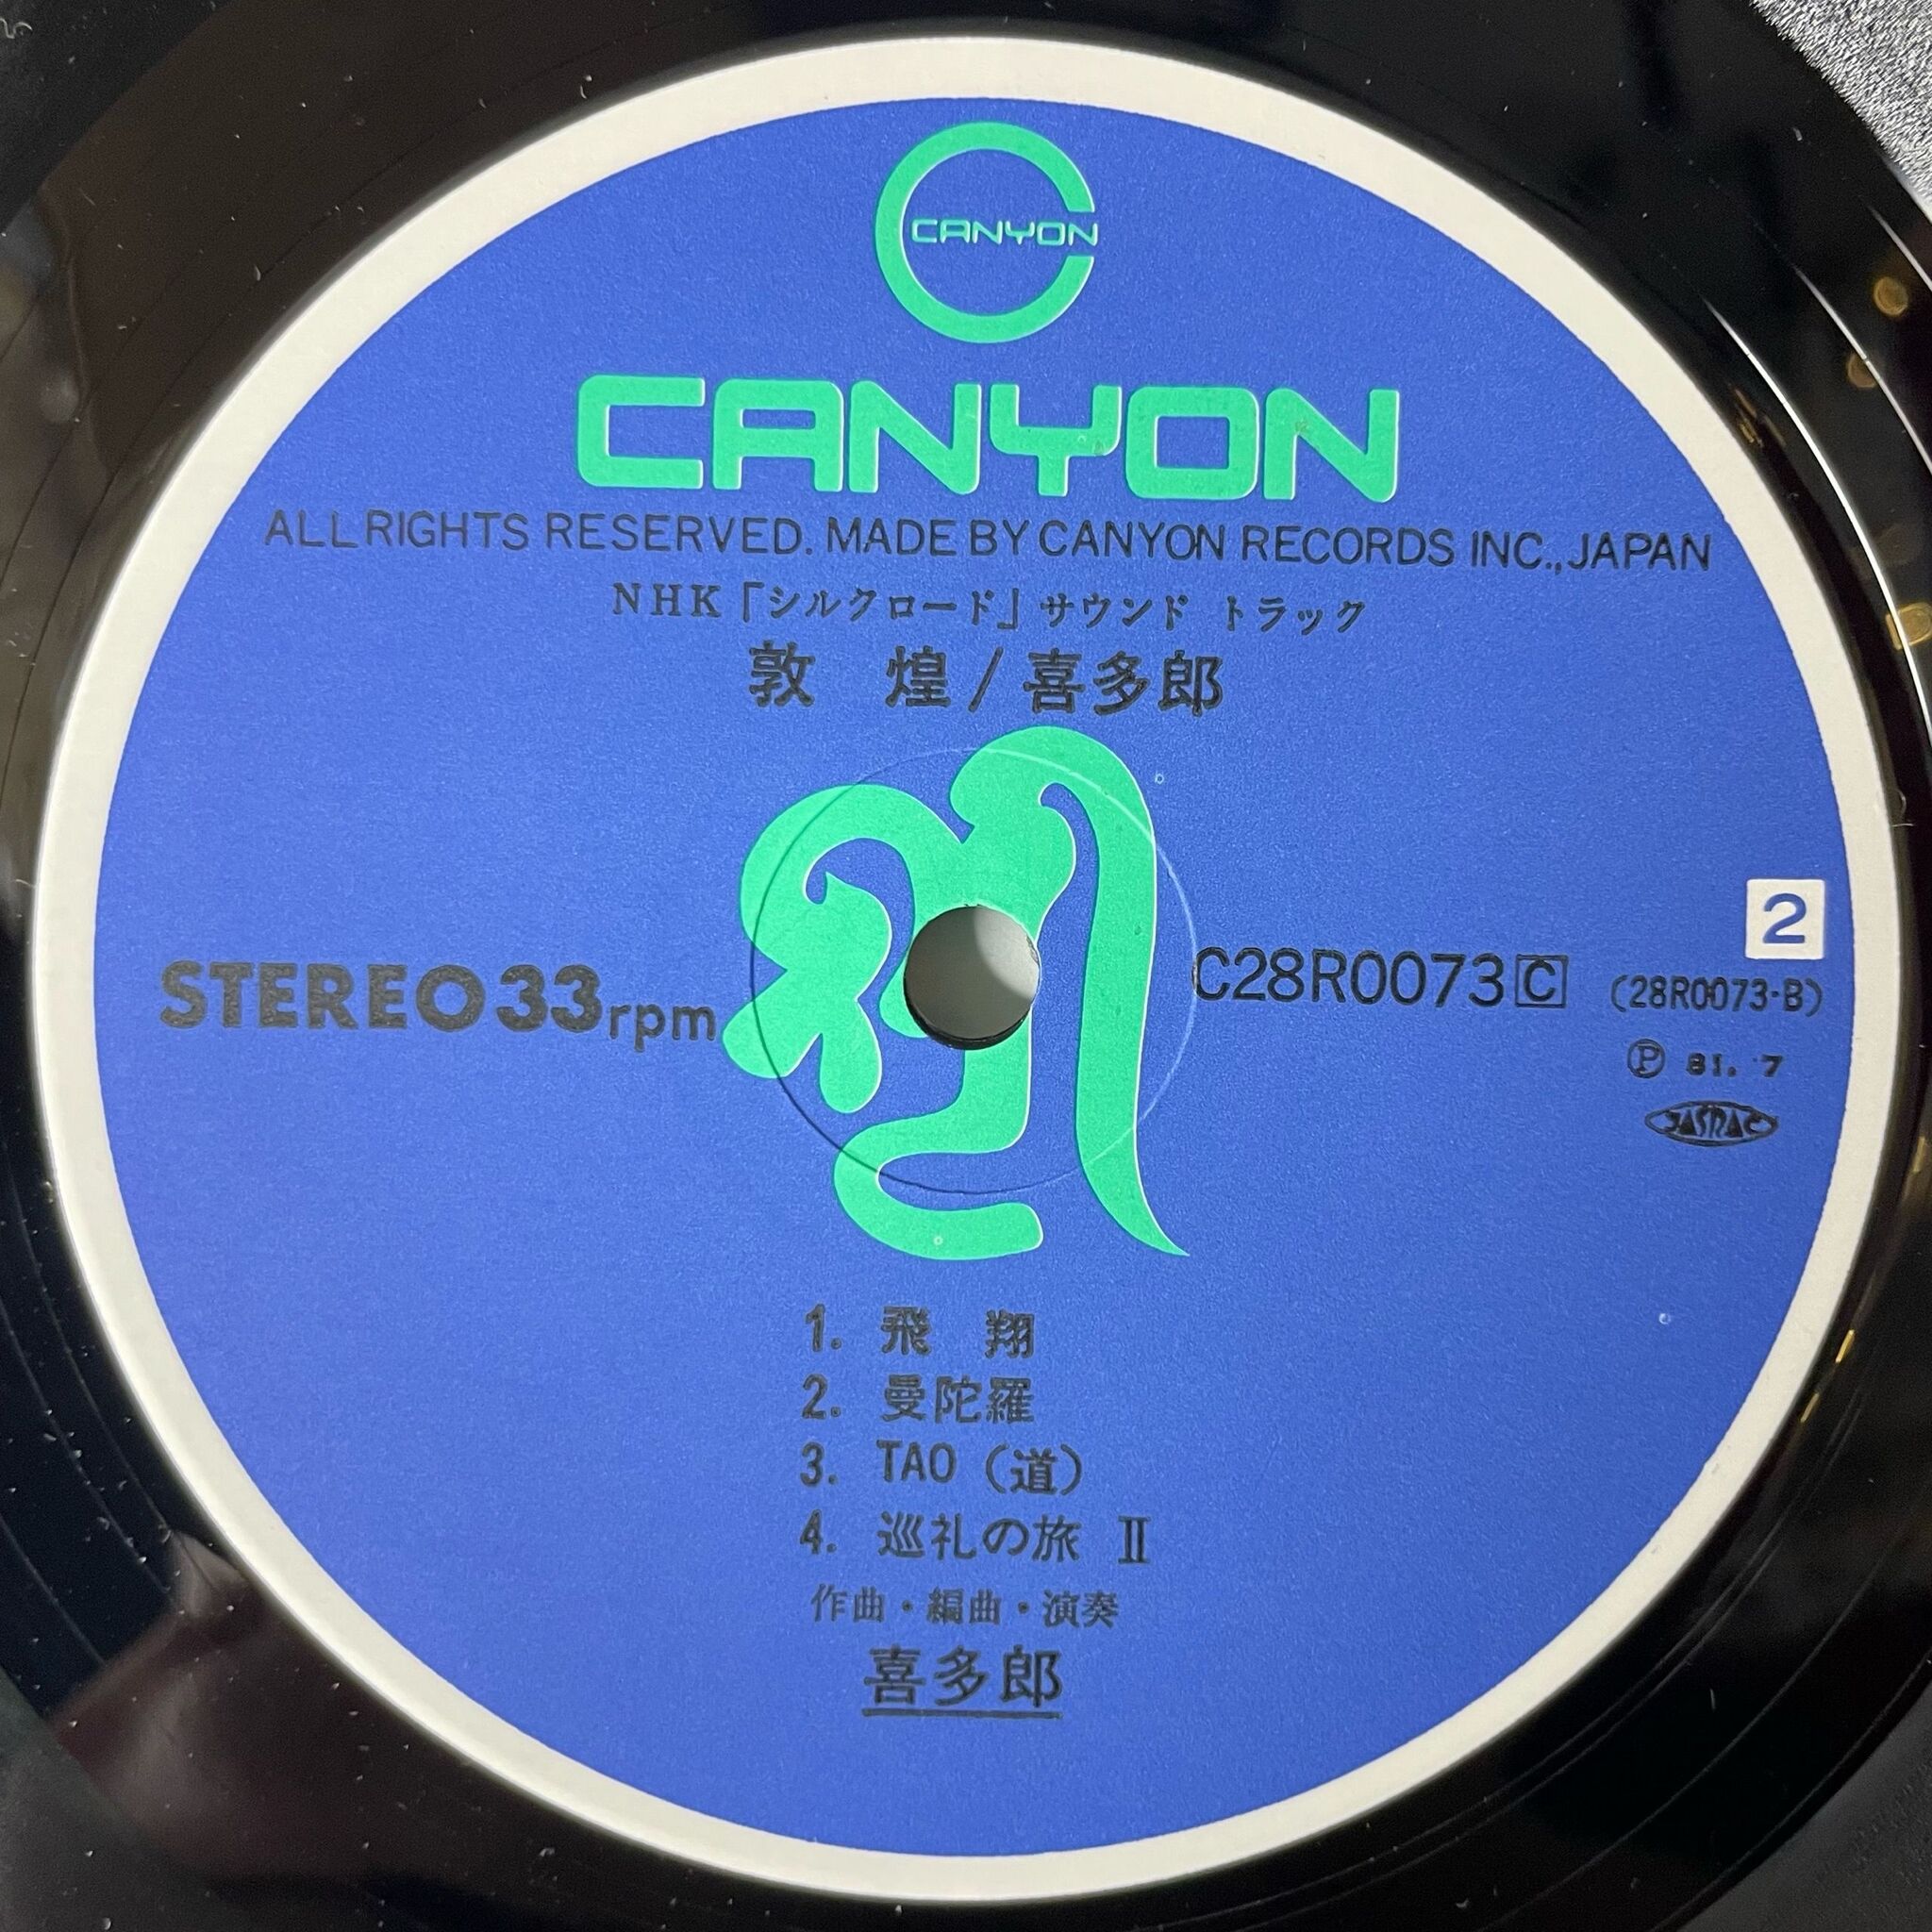 CANYON
CANYON
ALL RIGHTS RESERVED. MADE BY CANYON RECORDS INC., JAPAN
NHK「シルクロード」サウンド トラック
敦 煌/喜多郎
2
STEREO 33rpm
C28R0073 C
(28R0073・B)
Ⓟ 81. 7
JASRAC
1. 飛 翔
2. 曼陀羅
3. TAO (道)
4. 巡礼の旅 Ⅱ
作曲・編曲・演奏
喜多郎